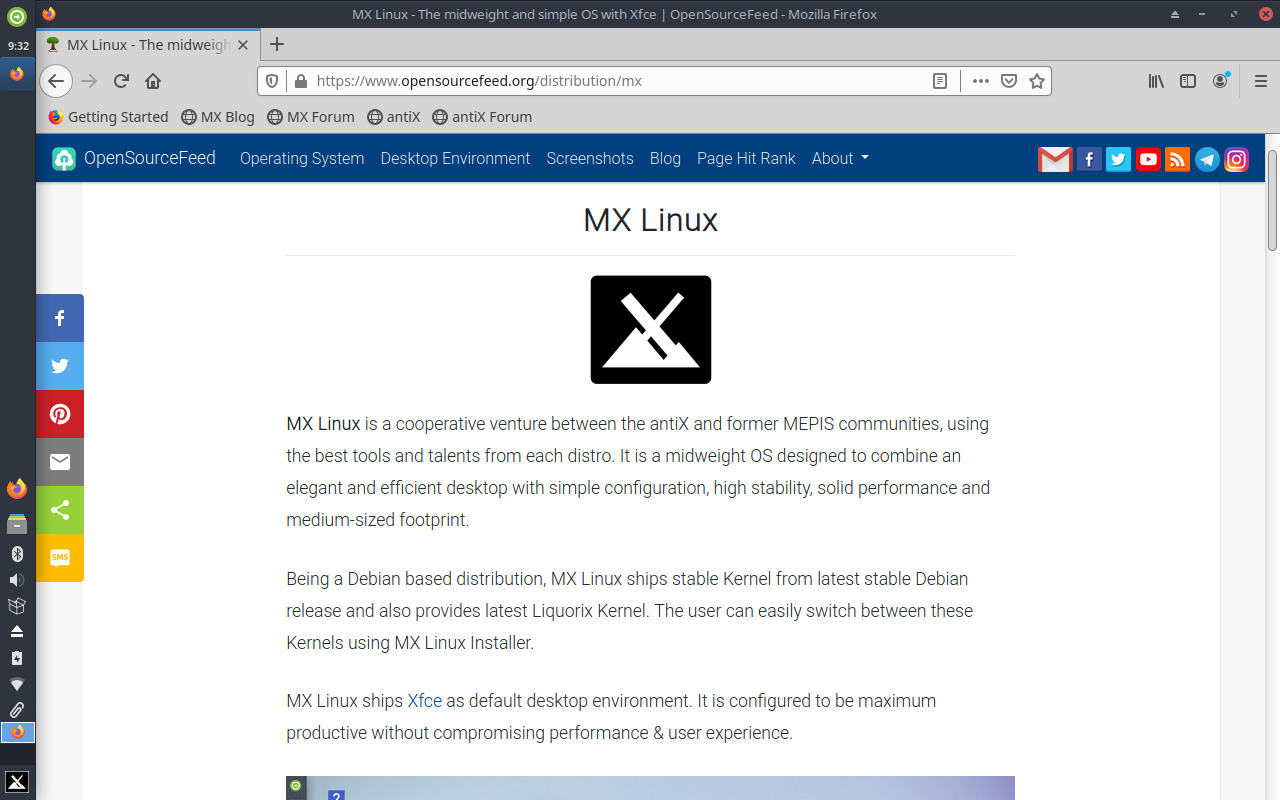 MX Linux - The midweight and simple OS with Xfce | OpenSourceFeed - Mozilla Firefox
9:32
MX Linux - The midweigh
https://www.opensourcefeed.org/distribution/mx
Getting Started MX Blog MX Forum antiX antiX Forum
OpenSourceFeed Operating System Desktop Environment Screenshots Blog Page Hit Rank About
MX Linux
MX Linux is a cooperative venture between the antiX and former MEPIS communities, using
the best tools and talents from each distro. It is a midweight OS designed to combine an
elegant and efficient desktop with simple configuration, high stability, solid performance and
medium-sized footprint.
SMS
Being a Debian based distribution, MX Linux ships stable Kernel from latest stable Debian
release and also provides latest Liquorix Kernel. The user can easily switch between these
Kernels using MX Linux Installer.
MX Linux ships Xfce as default desktop environment. It is configured to be maximum
productive without compromising performance & user experience.
2